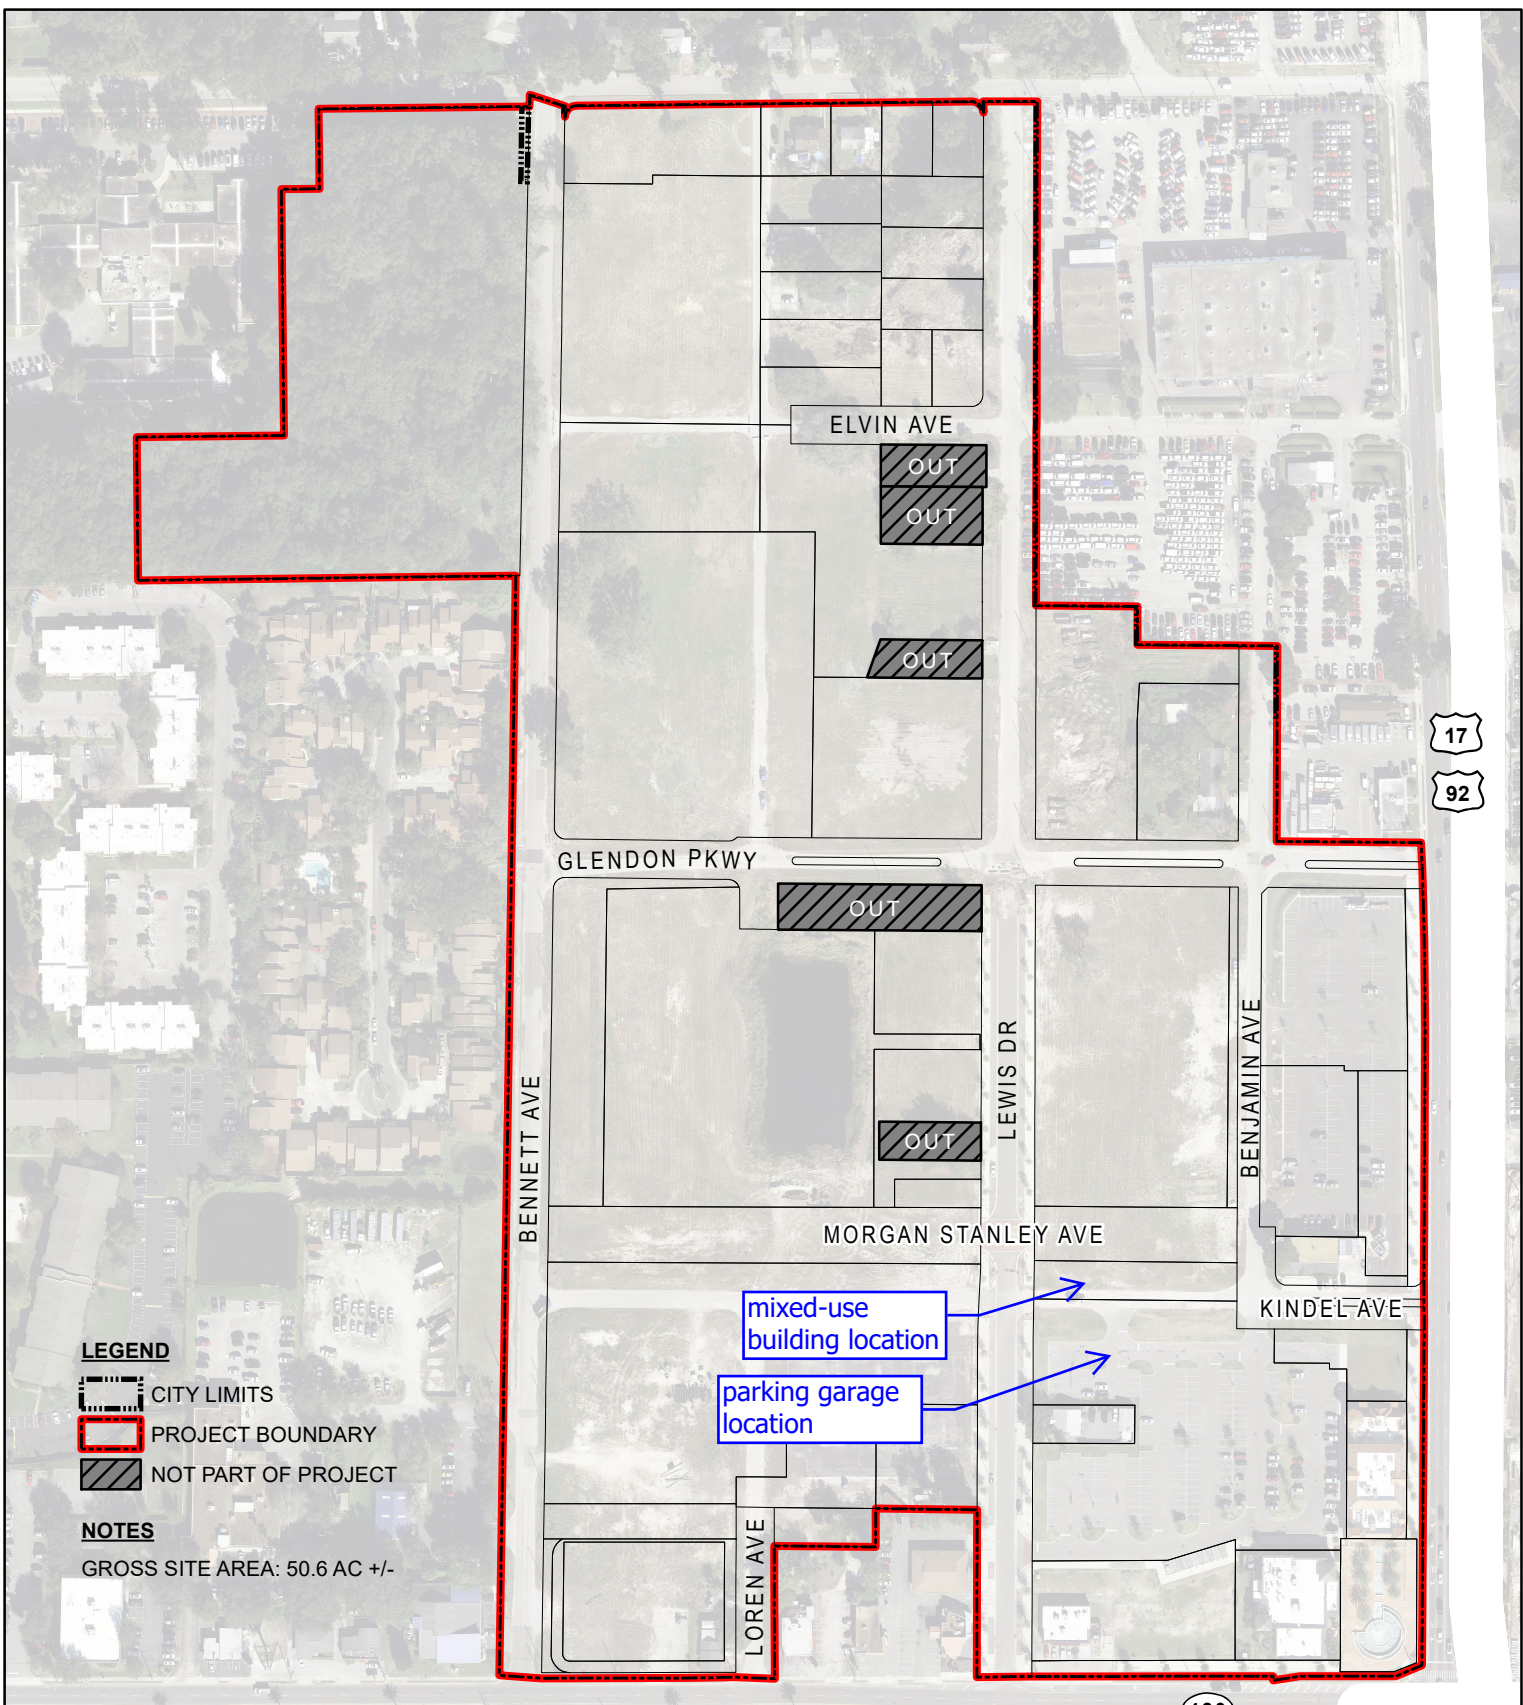 ELVIN AVE
OUT
OUT
OUT
17
92
GLENDON PKWY
OUT
BENNETT AVE
LEWIS DR
BENJAMIN AVE
OUT
MORGAN STANLEY AVE
mixed-use
building location
KINDEL AVE
parking garage
location
LOREN AVE
LEGEND
CITY LIMITS
PROJECT BOUNDARY
NOT PART OF PROJECT
NOTES
GROSS SITE AREA: 50.6 AC +/-